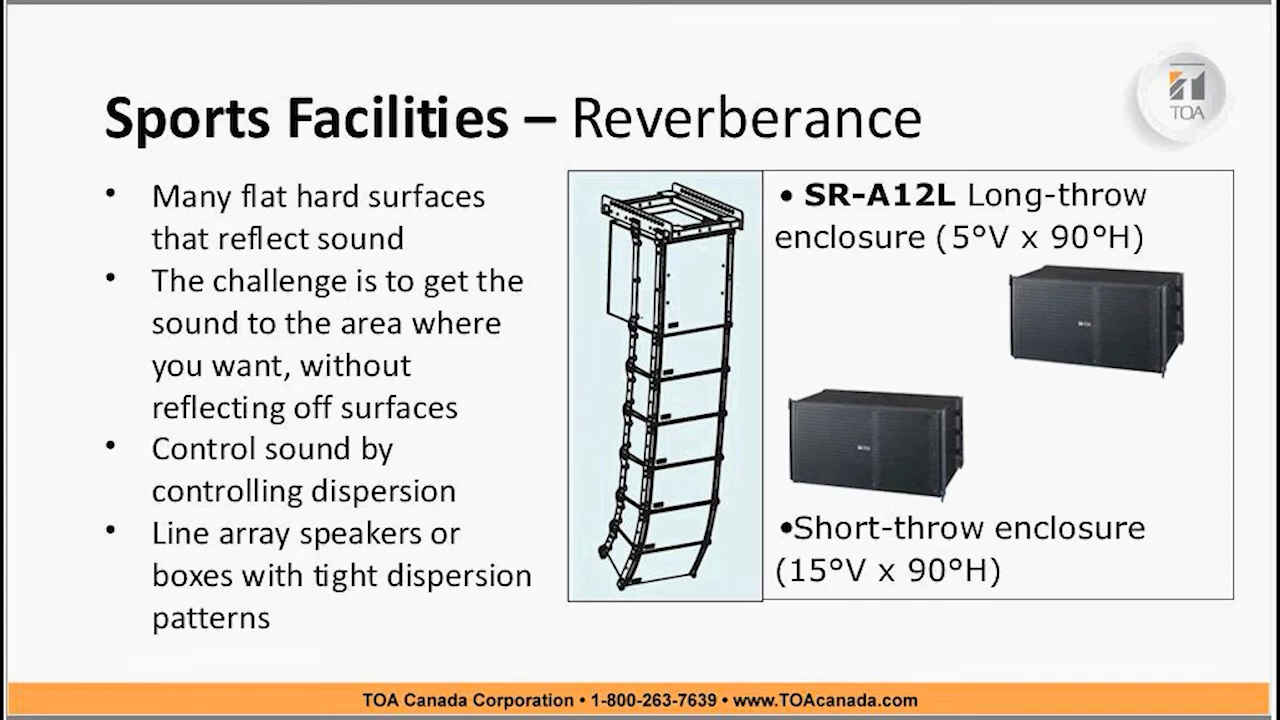 TOA
Sports Facilities – Reverberance
• Many flat hard surfaces
that reflect sound
• The challenge is to get the
sound to the area where
you want, without
reflecting off surfaces
• Control sound by
controlling dispersion
• Line array speakers or
boxes with tight dispersion
patterns
• SR-A12L Long-throw
enclosure (5°V x 90°H)
•Short-throw enclosure
(15°V x 90°H)
TOA Canada Corporation • 1-800-263-7639 • www.TOAcanada.com